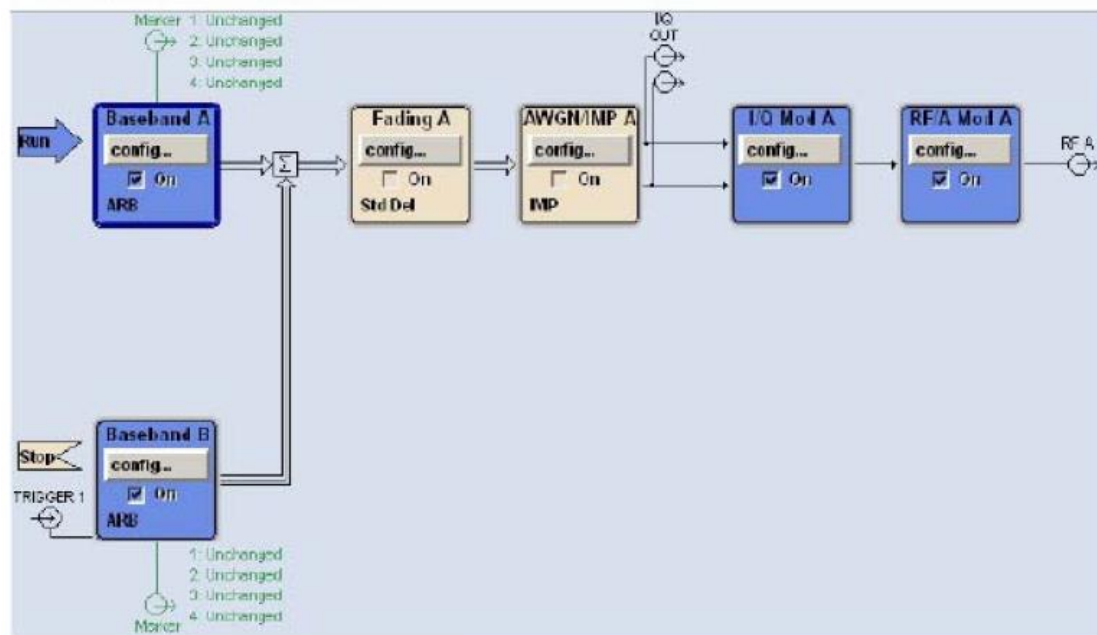 Marker 1: Unchanged
2: Unchanged
3: Unchanged
4: Unchanged
I/Q
OUT
Run
Baseband A
config...
On
ARB
Σ
Fading A
config...
On
Std Del
AWGN/IMP A
config...
On
IMP
I/Q Mod A
config...
On
RF/A Mod A
config...
On
RF A
Stop
TRIGGER 1
Baseband B
config...
On
ARB
1: Unchanged
2: Unchanged
3: Unchanged
4: Unchanged
Marker